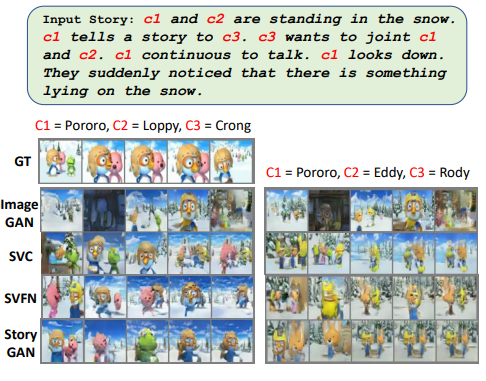 Input Story: c1 and c2 are standing in the snow.
c1 tells a story to c3. c3 wants to joint c1
and c2. c1 continuous to talk. c1 looks down.
They suddenly noticed that there is something
lying on the snow.
C1 = Pororo, C2 = Loppy, C3 = Crong
GT
C1 = Pororo, C2 = Eddy, C3 = Rody
Image
GAN
SVC
SVFN
Story
GAN